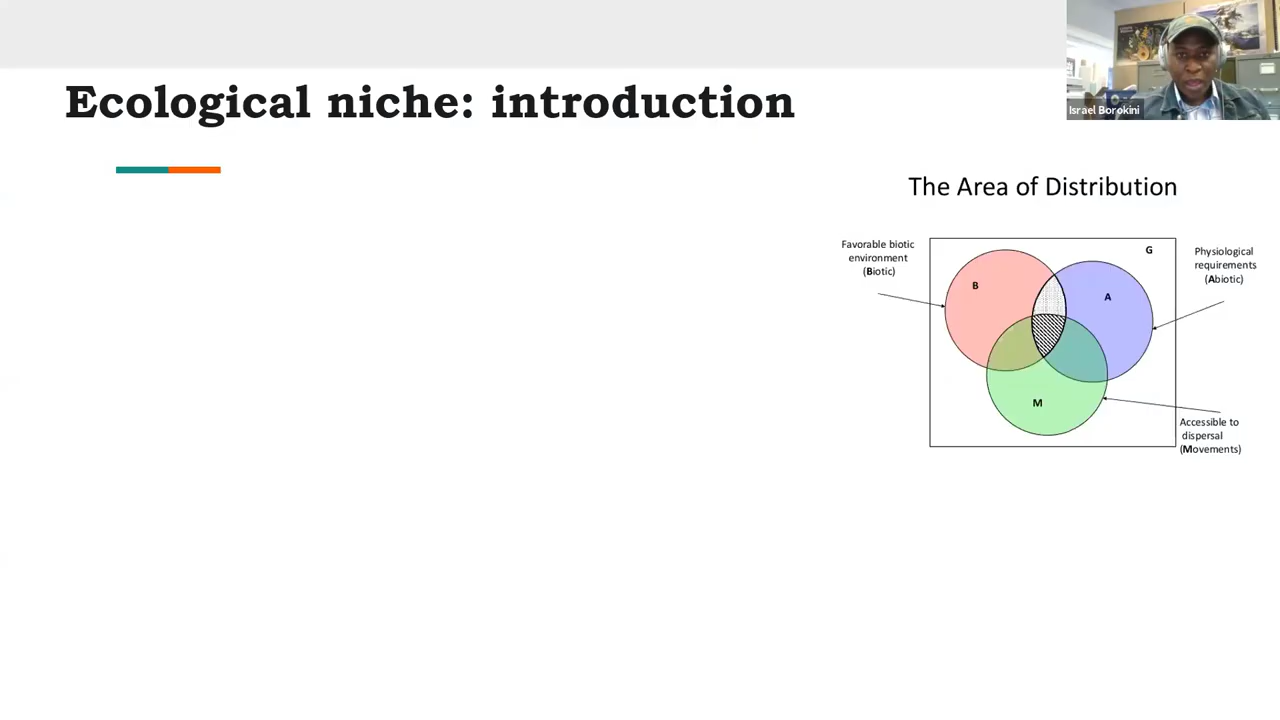 Ecological niche: introduction
Israel Borokini
The Area of Distribution
Favorable biotic
environment
(Biotic)
G
Physiological
requirements
(Abiotic)
B
A
M
Accessible to
dispersal
(Movements)